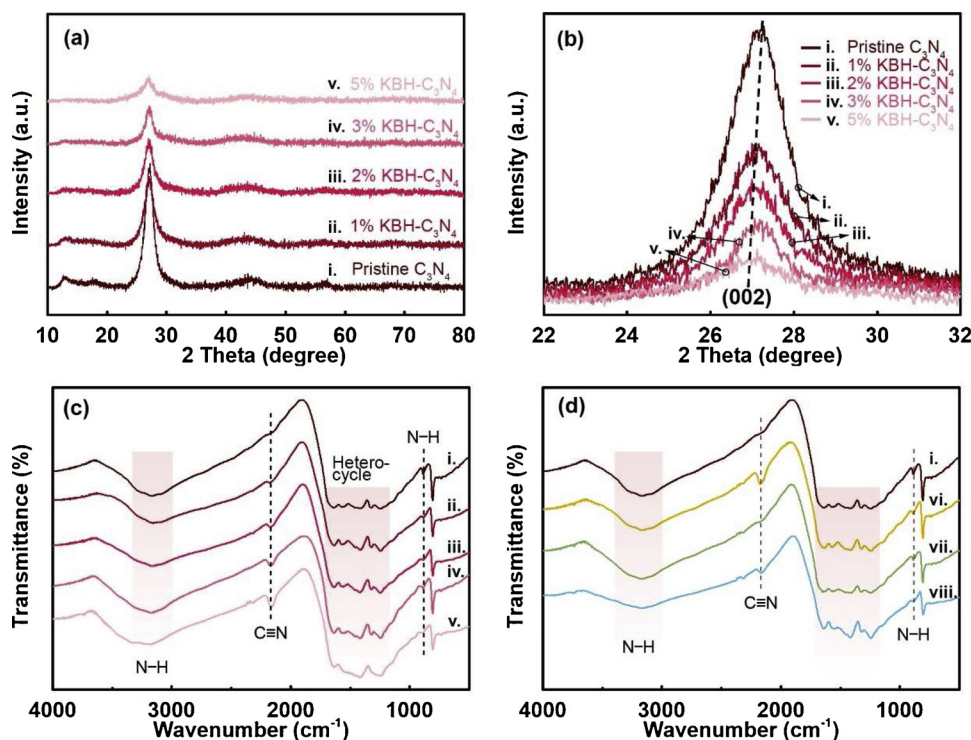 (a)
v. 5% KBH-C₃N₄
iv. 3% KBH-C₃N₄
iii. 2% KBH-C₃N₄
ii. 1% KBH-C₃N₄
i. Pristine C₃N₄
Intensity (a.u.)
10 20 30 40 50 60 70 80
2 Theta (degree)
(b)
i. Pristine C₃N₄
ii. 1% KBH-C₃N₄
iii. 2% KBH-C₃N₄
iv. 3% KBH-C₃N₄
v. 5% KBH-C₃N₄
i.
ii.
iii.
iv.
v.
(002)
Intensity (a.u.)
22 24 26 28 30 32
2 Theta (degree)
(c)
N−H
Hetero-
cycle
i.
ii.
iii.
iv.
v.
C≡N
N−H
Transmittance (%)
4000 3000 2000 1000
Wavenumber (cm⁻¹)
(d)
i.
vi.
vii.
viii.
C≡N
N−H
N−H
Transmittance (%)
4000 3000 2000 1000
Wavenumber (cm⁻¹)